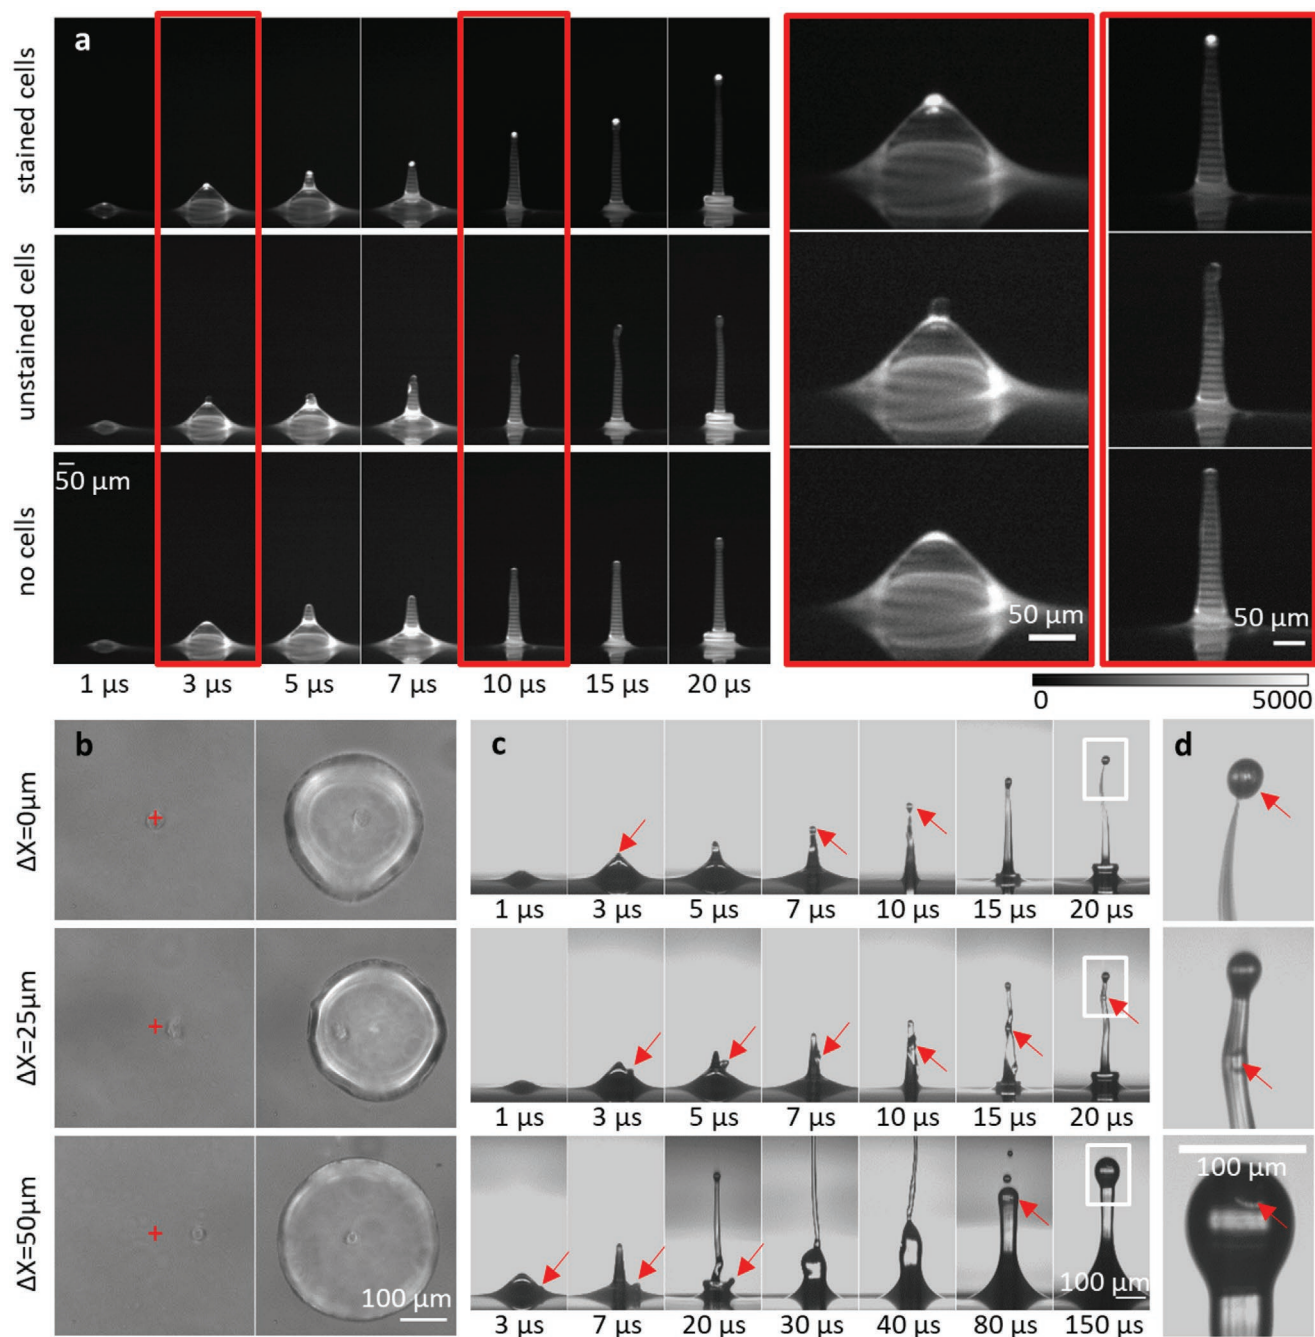 a
stained cells
unstained cells
50 µm
no cells
50 µm
50 µm
1 µs 3 µs 5 µs 7 µs 10 µs 15 µs 20 µs
0 5000
b c d
ΔX=0µm
1 µs 3 µs 5 µs 7 µs 10 µs 15 µs 20 µs
ΔX=25µm
1 µs 3 µs 5 µs 7 µs 10 µs 15 µs 20 µs
100 µm
ΔX=50µm
100 µm
100 µm
3 µs 7 µs 20 µs 30 µs 40 µs 80 µs 150 µs